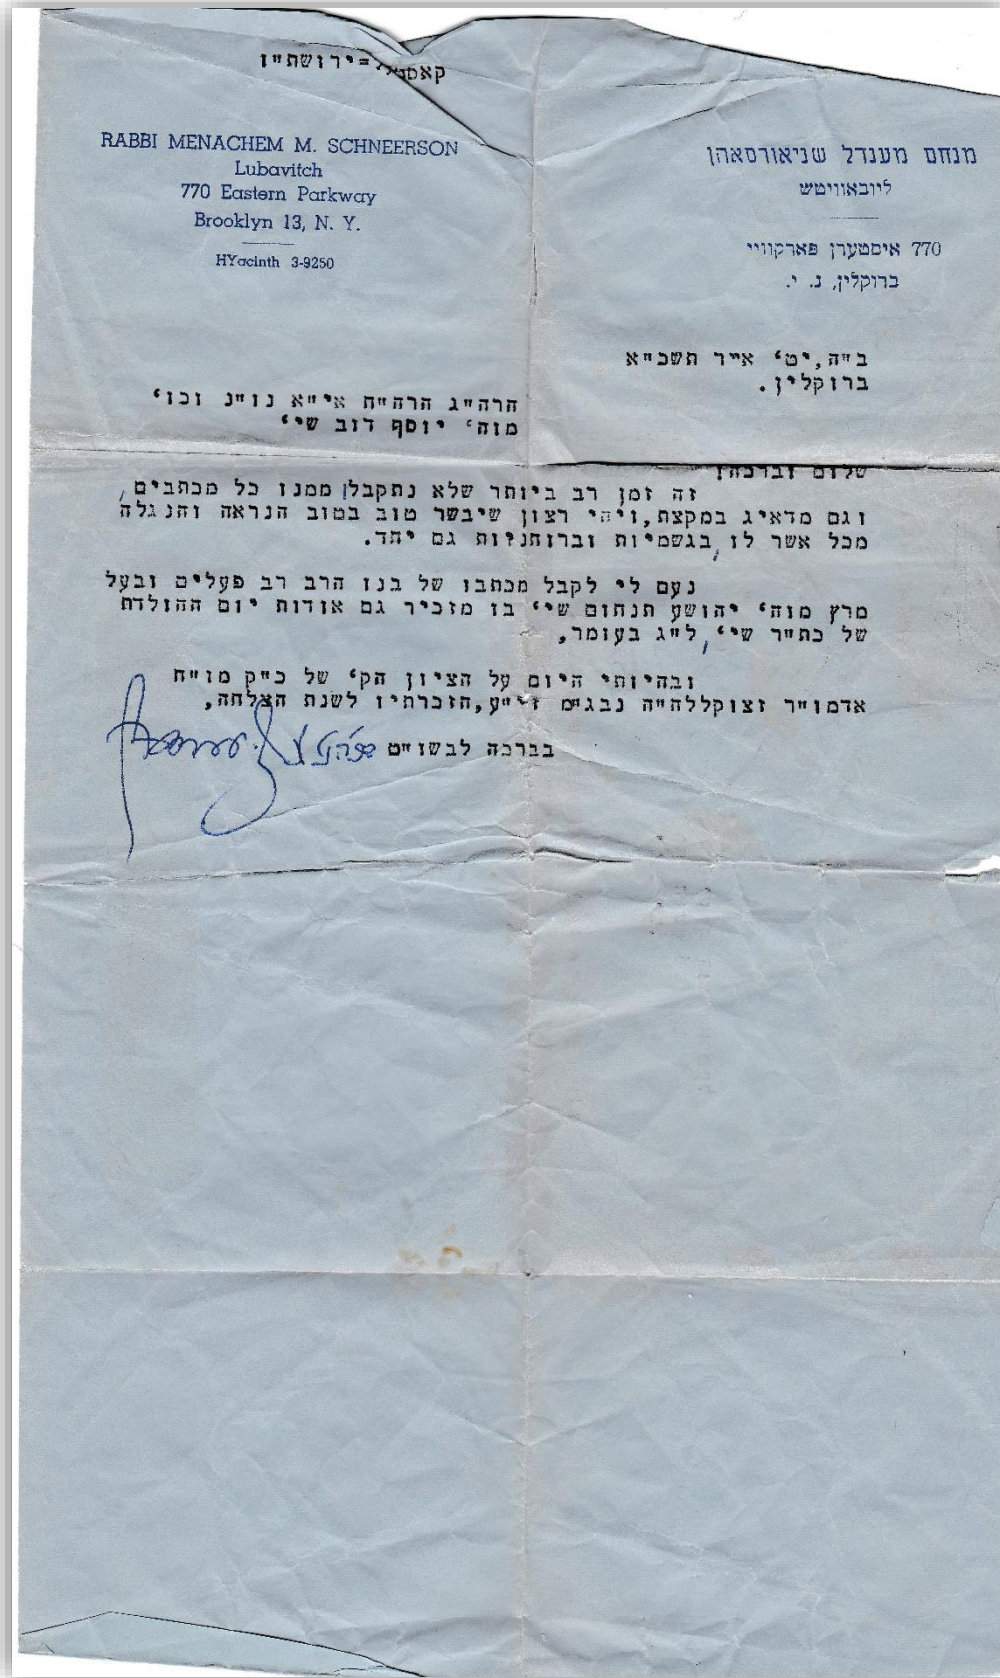 קאסטעל=ירושת"ו
RABBI MENACHEM M. SCHNEERSON
Lubavitch
770 Eastern Parkway
Brooklyn 13, N. Y.
HYacinth 3-9250
מנחם מענדל שניאורסאהן
ליובאוויטש
770 איסטערן פארקוויי
ברוקלין, נ. י.
ב"ה,יט' אייר תשכ"א
ברוקלין.
הרה"ג הרה"ח אי"א נו"נ וכו'
מוה' יוסף דוב שי'
שלום וברכה!
זה זמן רב ביותר שלא נתקבלו ממנו כל מכתבים,
וגם מדאיג במקצת,ויהי רצון שיבשר טוב בטוב הנראה והנגלה
מכל אשר לו,בגשמיות וברוחניות גם יחד.
נעם לי לקבל מכתבו של בנו הרב רב פעלים ובעל
מרץ מוה' יהושע תנחום שי' בו מזכיר גם אודות יום ההולדת
של כת"ר שי', ל"ג בעומר,
ובהיותי היום על הציון הק' של כ"ק מו"ח
אדמו"ר זצוקללה"ה נבג"מ זי"ע,הזכרתיו לשנת הצלחה,
בברכה לבשו"ט